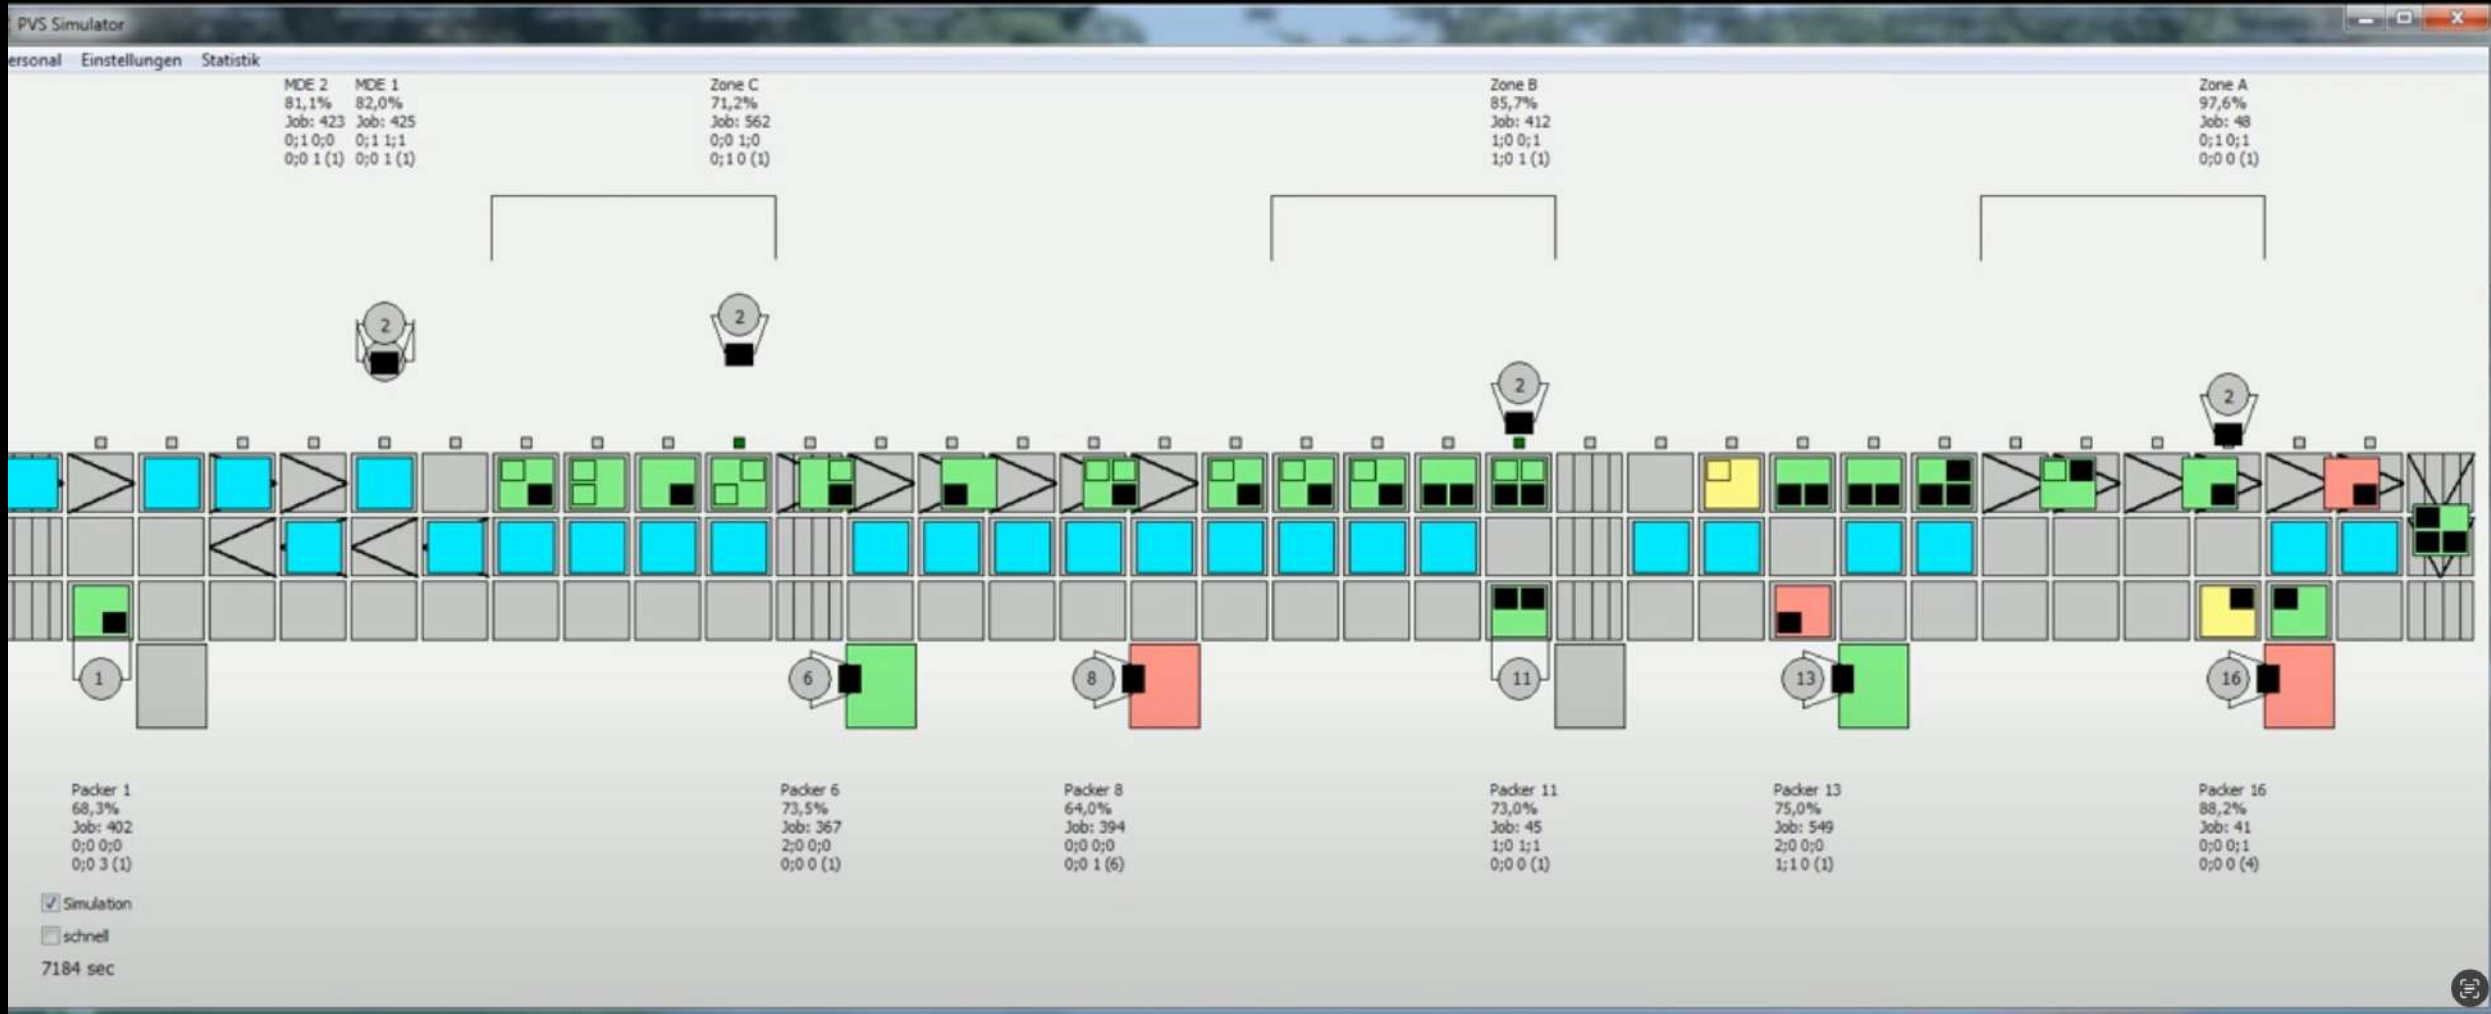 PVS Simulator
ersonal Einstellungen Statistik
MDE 2 MDE 1 Zone C Zone B Zone A
81,1% 82,0% 71,2% 85,7% 97,6%
Job: 423 Job: 425 Job: 562 Job: 412 Job: 48
0;1 0;0 0;1 1;1 0;0 1;0 1;0 0;1 0;1 0;1
0;0 1 (1) 0;0 1 (1) 0;1 0 (1) 1;0 1 (1) 0;0 0 (1)
2 2 2 2
1 6 8 11 13 16
Packer 1 Packer 6 Packer 8 Packer 11 Packer 13 Packer 16
68,3% 73,5% 64,0% 73,0% 75,0% 88,2%
Job: 402 Job: 367 Job: 394 Job: 45 Job: 549 Job: 41
0;0 0;0 2;0 0;0 0;0 0;0 1;0 1;1 2;0 0;0 0;0 0;1
0;0 3 (1) 0;0 0 (1) 0;0 1 (6) 0;0 0 (1) 1;1 0 (1) 0;0 0 (4)
Simulation
schnell
7184 sec